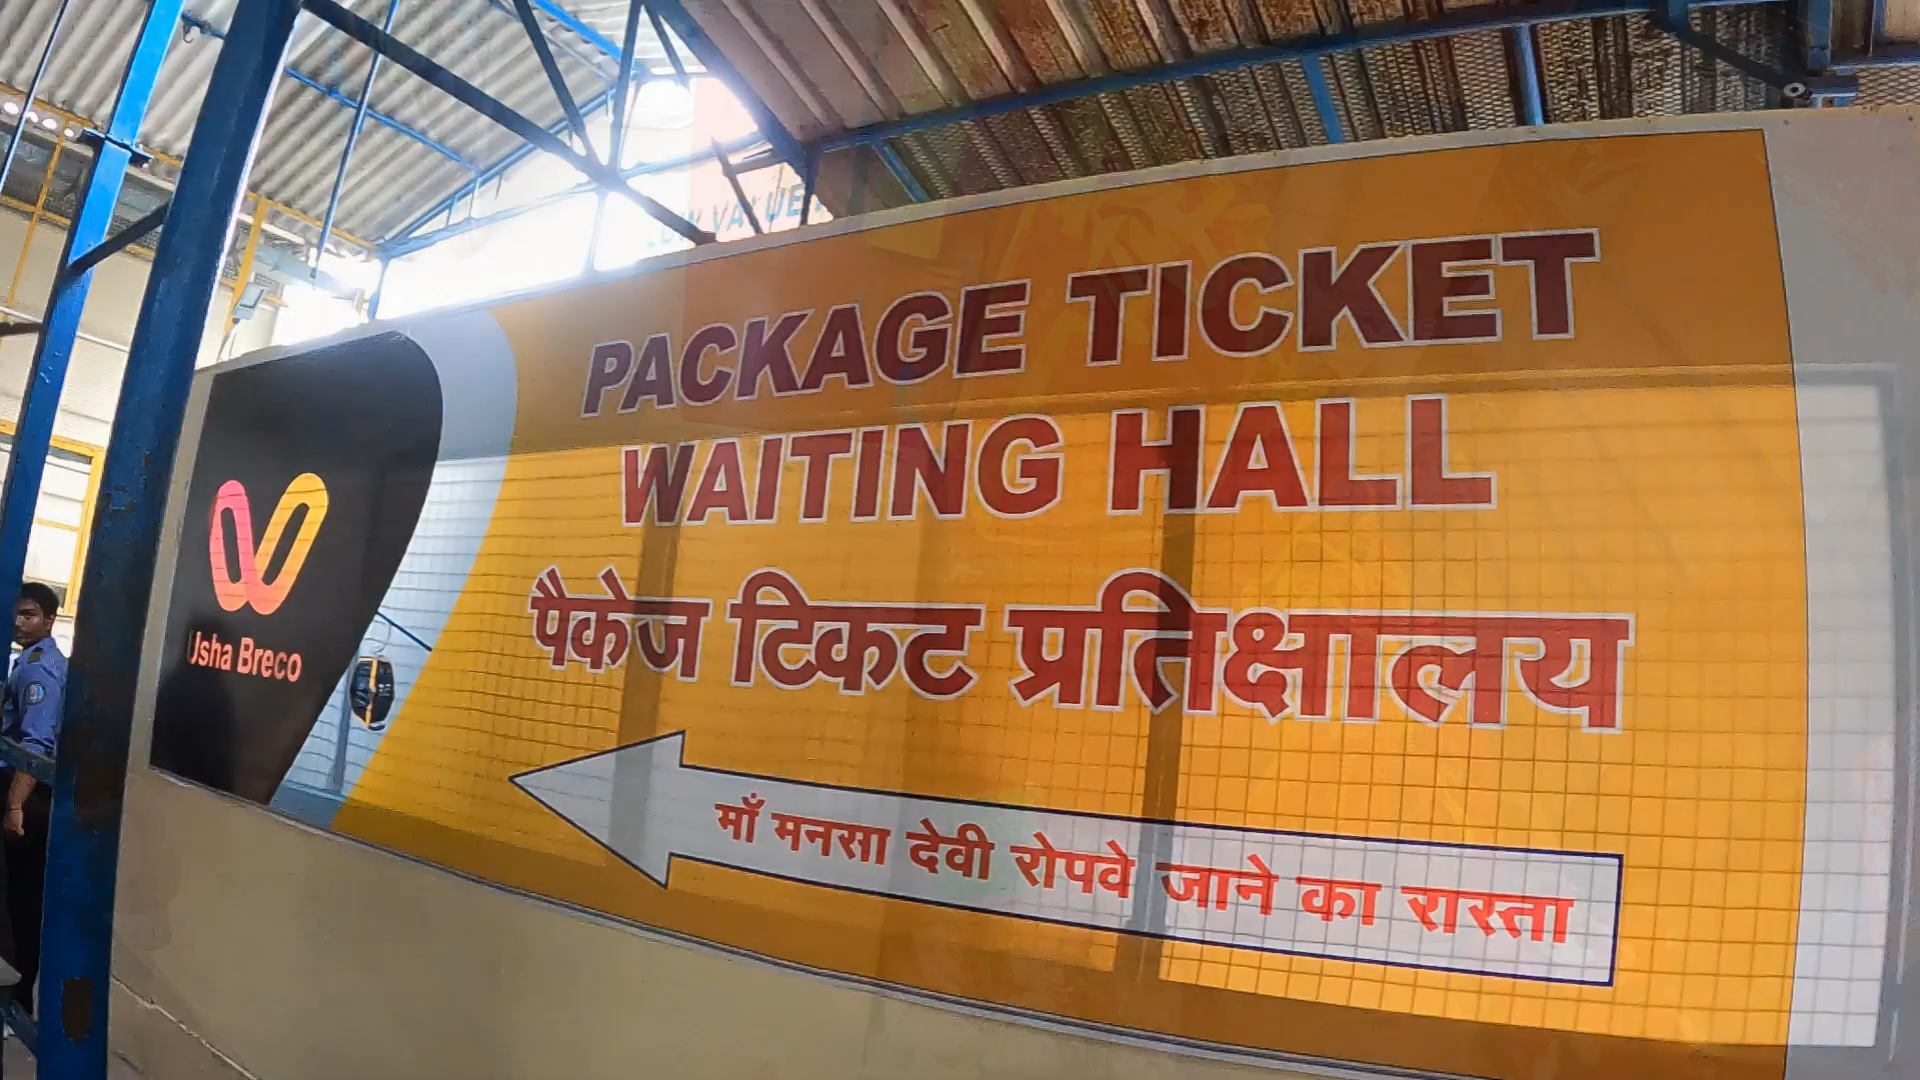 PACKAGE TICKET
WAITING HALL
पैकेज टिकट प्रतिक्षालय
माँ मनसा देवी रोपवे जाने का रास्ता
Usha Breco